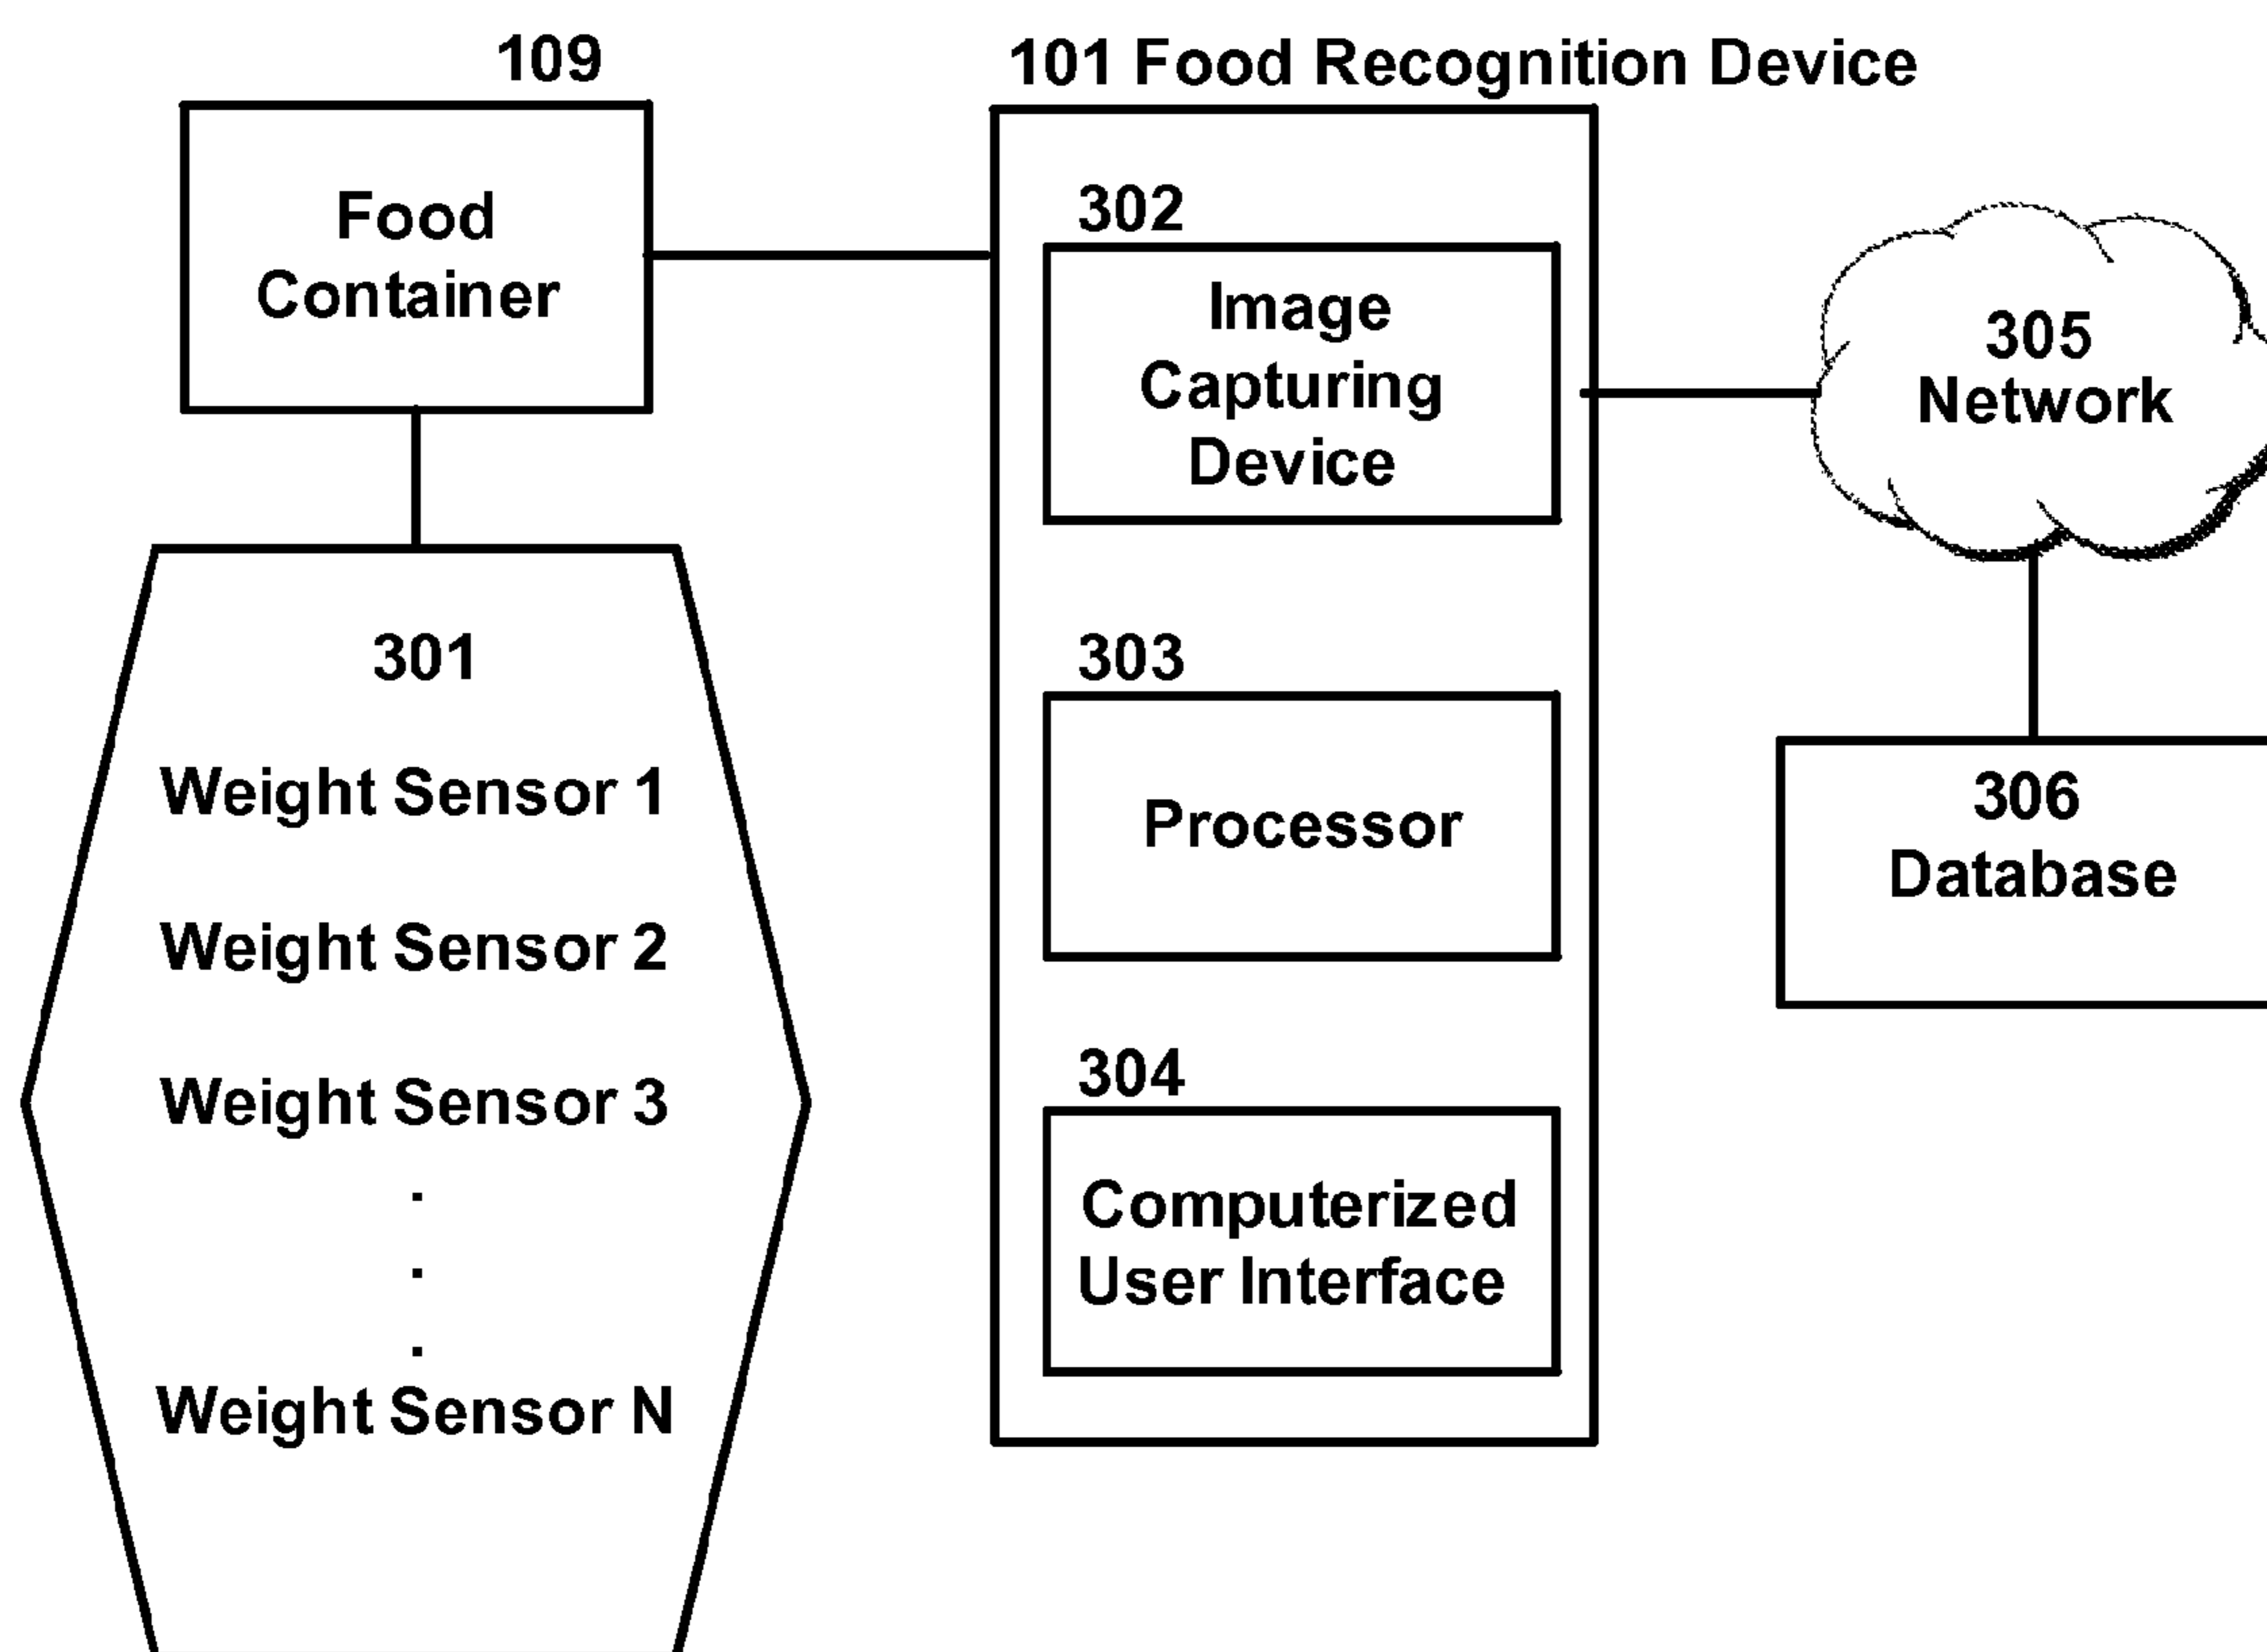 109
Food
Container
301
Weight Sensor 1
Weight Sensor 2
Weight Sensor 3
.
.
.
Weight Sensor N
101 Food Recognition Device
302
Image
Capturing
Device
303
Processor
304
Computerized
User Interface
305
Network
306
Database